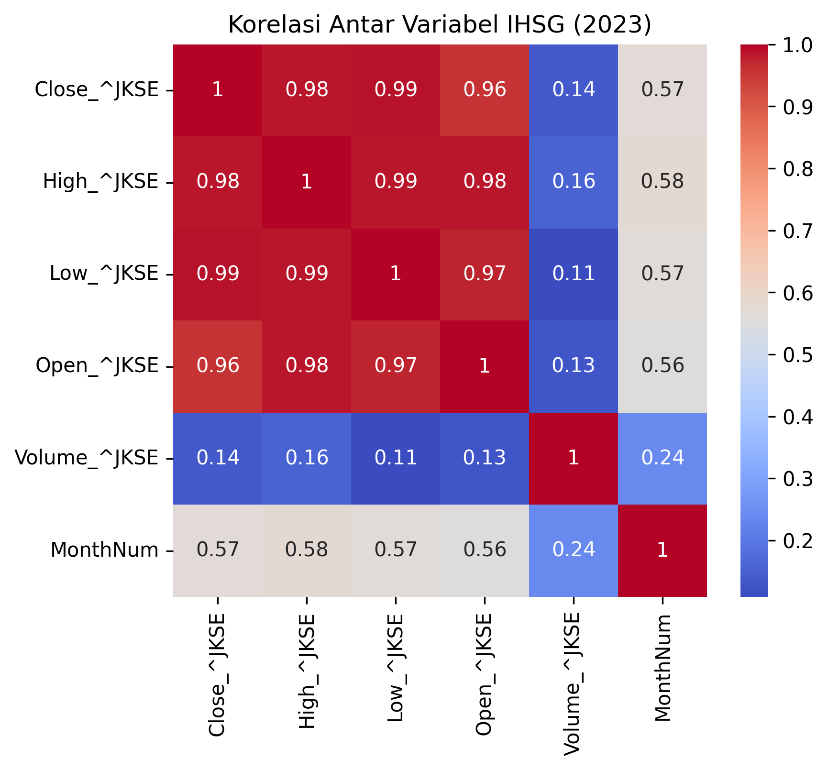 Korelasi Antar Variabel IHSG (2023)
Close_^JKSE 1 0.98 0.99 0.96 0.14 0.57
High_^JKSE 0.98 1 0.99 0.98 0.16 0.58
Low_^JKSE 0.99 0.99 1 0.97 0.11 0.57
Open_^JKSE 0.96 0.98 0.97 1 0.13 0.56
Volume_^JKSE 0.14 0.16 0.11 0.13 1 0.24
MonthNum 0.57 0.58 0.57 0.56 0.24 1
Close_^JKSE
High_^JKSE
Low_^JKSE
Open_^JKSE
Volume_^JKSE
MonthNum
1.0
0.9
0.8
0.7
0.6
0.5
0.4
0.3
0.2